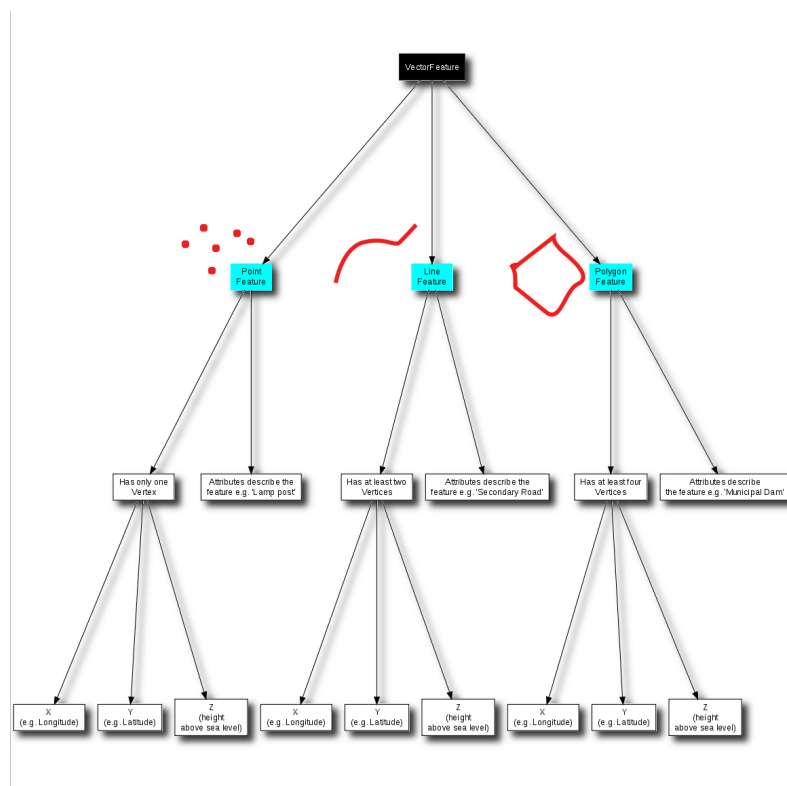 VectorFeature
Point
Feature
Line
Feature
Polygon
Feature
Has only one
Vertex
Attributes describe the
feature e.g. 'Lamp post'
Has at least two
Vertices
Attributes describe the
feature e.g. 'Secondary Road'
Has at least four
Vertices
Attributes describe
the feature e.g. 'Municipal Dam'
X
(e.g. Longitude)
Y
(e.g. Latitude)
Z
(height
above sea level)
X
(e.g. Longitude)
Y
(e.g. Latitude)
Z
(height
above sea level)
X
(e.g. Longitude)
Y
(e.g. Latitude)
Z
(height
above sea level)